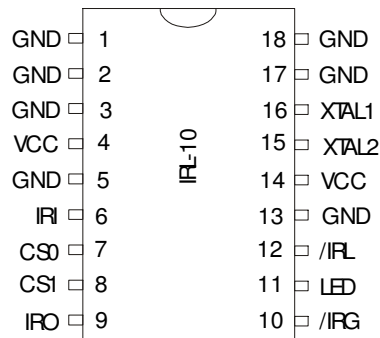 GND 1 18 GND
GND 2 17 GND
GND 3 16 XTAL1
VCC 4 15 XTAL2
GND 5 14 VCC
IRI 6 13 GND
CS0 7 12 /IRL
CS1 8 11 LED
IRO 9 10 /IRG
IRL-10